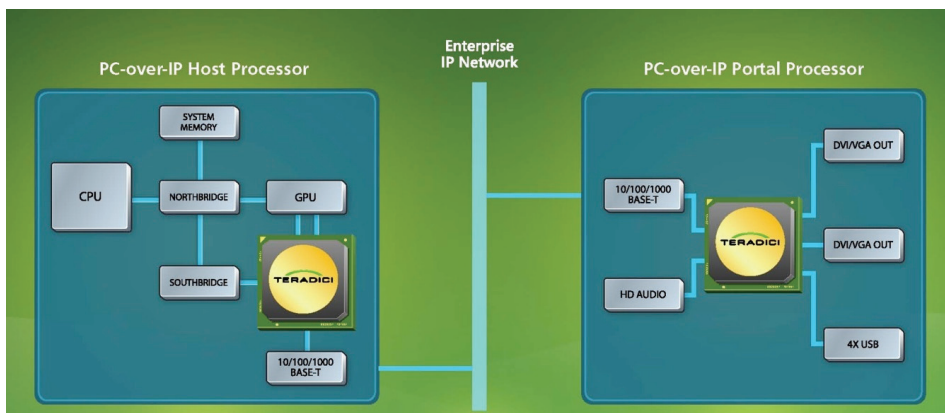 Enterprise
IP Network
PC-over-IP Host Processor
PC-over-IP Portal Processor
SYSTEM
MEMORY
CPU
NORTHBRIDGE
GPU
SOUTHBRIDGE
TERADICI
10/100/1000
BASE-T
10/100/1000
BASE-T
HD AUDIO
TERADICI
DVI/VGA OUT
DVI/VGA OUT
4X USB